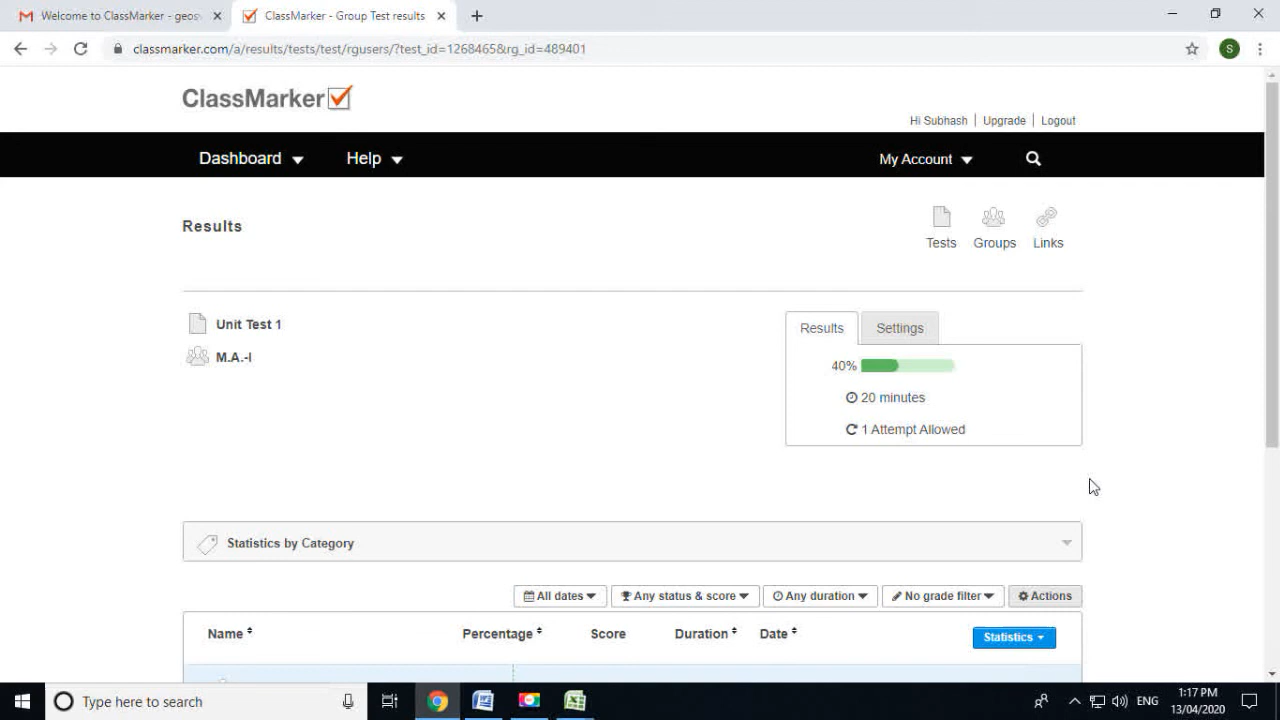 Welcome to ClassMarker - geos
ClassMarker - Group Test results
classmarker.com/a/results/tests/test/rgusers/?test_id=1268465&rg_id=489401
S
ClassMarker
Hi Subhash | Upgrade | Logout
Dashboard Help My Account
Results
Tests Groups Links
Unit Test 1
M.A.-I
Results Settings
40%
20 minutes
1 Attempt Allowed
Statistics by Category
All dates Any status & score Any duration No grade filter Actions
Name Percentage Score Duration Date Statistics
Type here to search
ENG
1:17 PM
13/04/2020